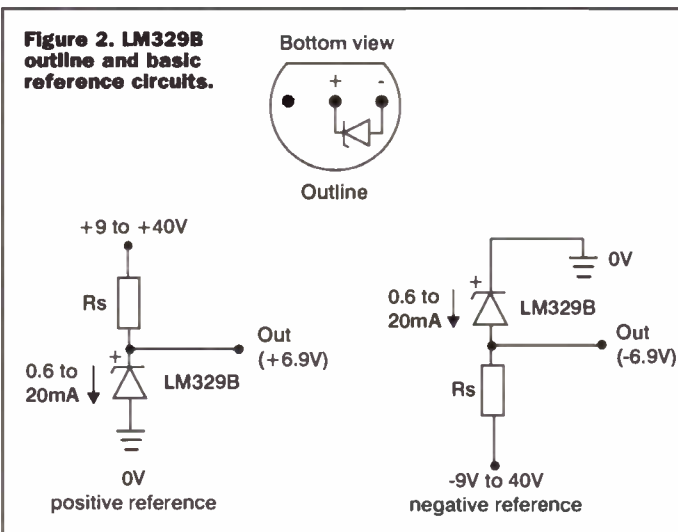 Figure 2. LM329B
outline and basic
reference circuits.
Bottom view
+ -
Outline
+9 to +40V
Rs
Out
(+6.9V)
+
0.6 to
20mA
LM329B
0V
positive reference
0V
+
0.6 to
20mA
LM329B
Out
(-6.9V)
Rs
-9V to 40V
negative reference